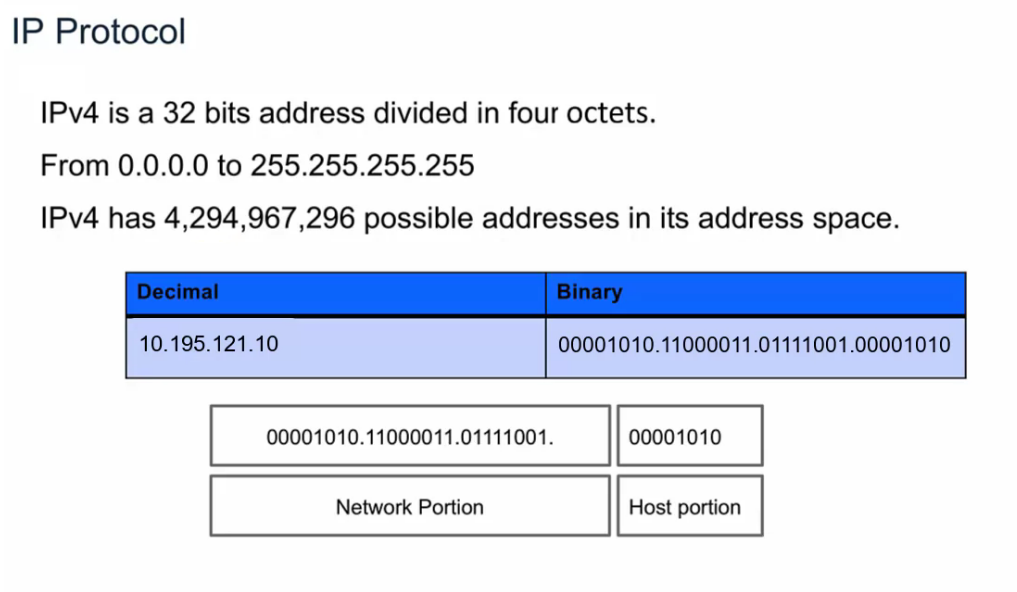 IP Protocol
IPv4 is a 32 bits address divided in four octets.
From 0.0.0.0 to 255.255.255.255
IPv4 has 4,294,967,296 possible addresses in its address space.
Decimal Binary
10.195.121.10 00001010.11000011.01111001.00001010
00001010.11000011.01111001. 00001010
Network Portion Host portion